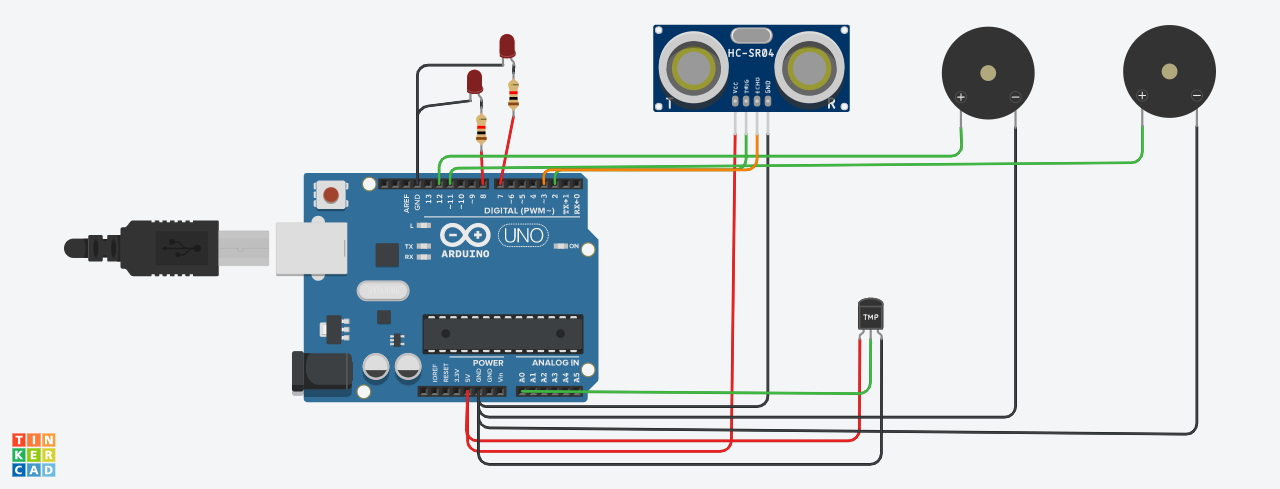 HC-SR04
VCC
TRIG
ECHO
GND
T
R
+
−
+
−
AREF
GND
13
12
~11
~10
~9
8
7
~6
~5
4
~3
2
TX→1
RX←0
DIGITAL (PWM~)
L
TX
RX
UNO
ARDUINO
ON
TMP
POWER
ANALOG IN
IOREF
RESET
3.3V
5V
GND
GND
Vin
A0
A1
A2
A3
A4
A5
TIN
KER
CAD